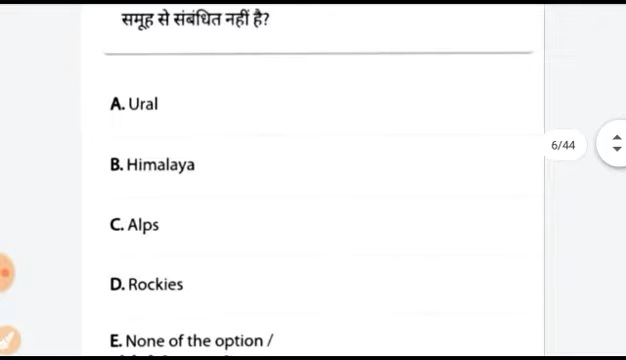 समूह से संबंधित नहीं है?
A. Ural
6/44
B. Himalaya
C. Alps
D. Rockies
E. None of the option /